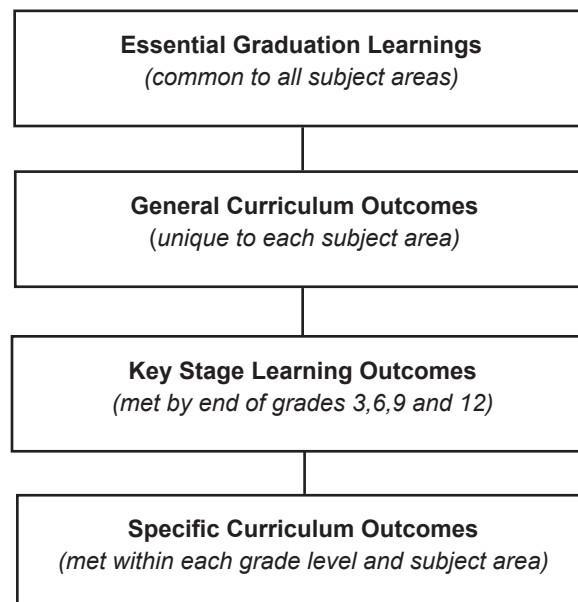 Essential Graduation Learnings
(common to all subject areas)
General Curriculum Outcomes
(unique to each subject area)
Key Stage Learning Outcomes
(met by end of grades 3,6,9 and 12)
Specific Curriculum Outcomes
(met within each grade level and subject area)